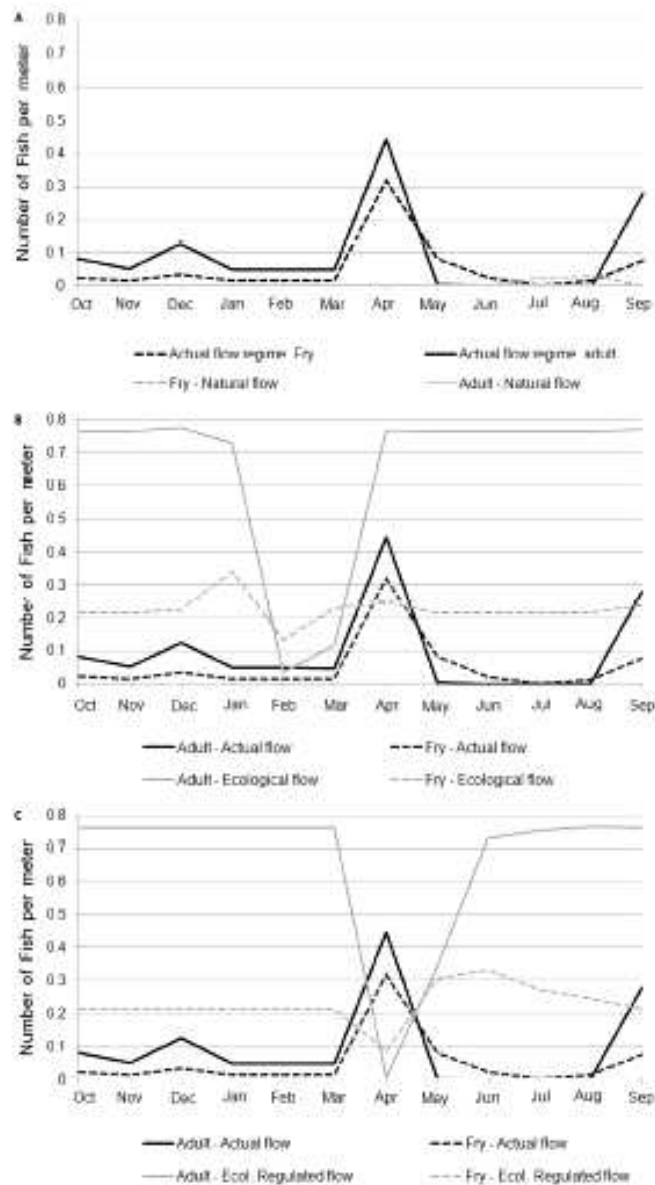 A
Number of Fish per meter
0.8
0.7
0.6
0.5
0.4
0.3
0.2
0.1
0
Oct Nov Dec Jan Feb Mar Apr May Jun Jul Aug Sep
Actual flow regime_Fry Actual flow regime_adult
Fry - Natural flow Adult - Natural flow
B
Number of Fish per meter
0.8
0.7
0.6
0.5
0.4
0.3
0.2
0.1
0
Oct Nov Dec Jan Feb Mar Apr May Jun Jul Aug Sep
Adult - Actual flow Fry - Actual flow
Adult - Ecological flow Fry - Ecological flow
C
Number of Fish per meter
0.8
0.7
0.6
0.5
0.4
0.3
0.2
0.1
0
Oct Nov Dec Jan Feb Mar Apr May Jun Jul Aug Sep
Adult - Actual flow Fry - Actual flow
Adult - Ecol. Regulated flow Fry - Ecol. Regulated flow